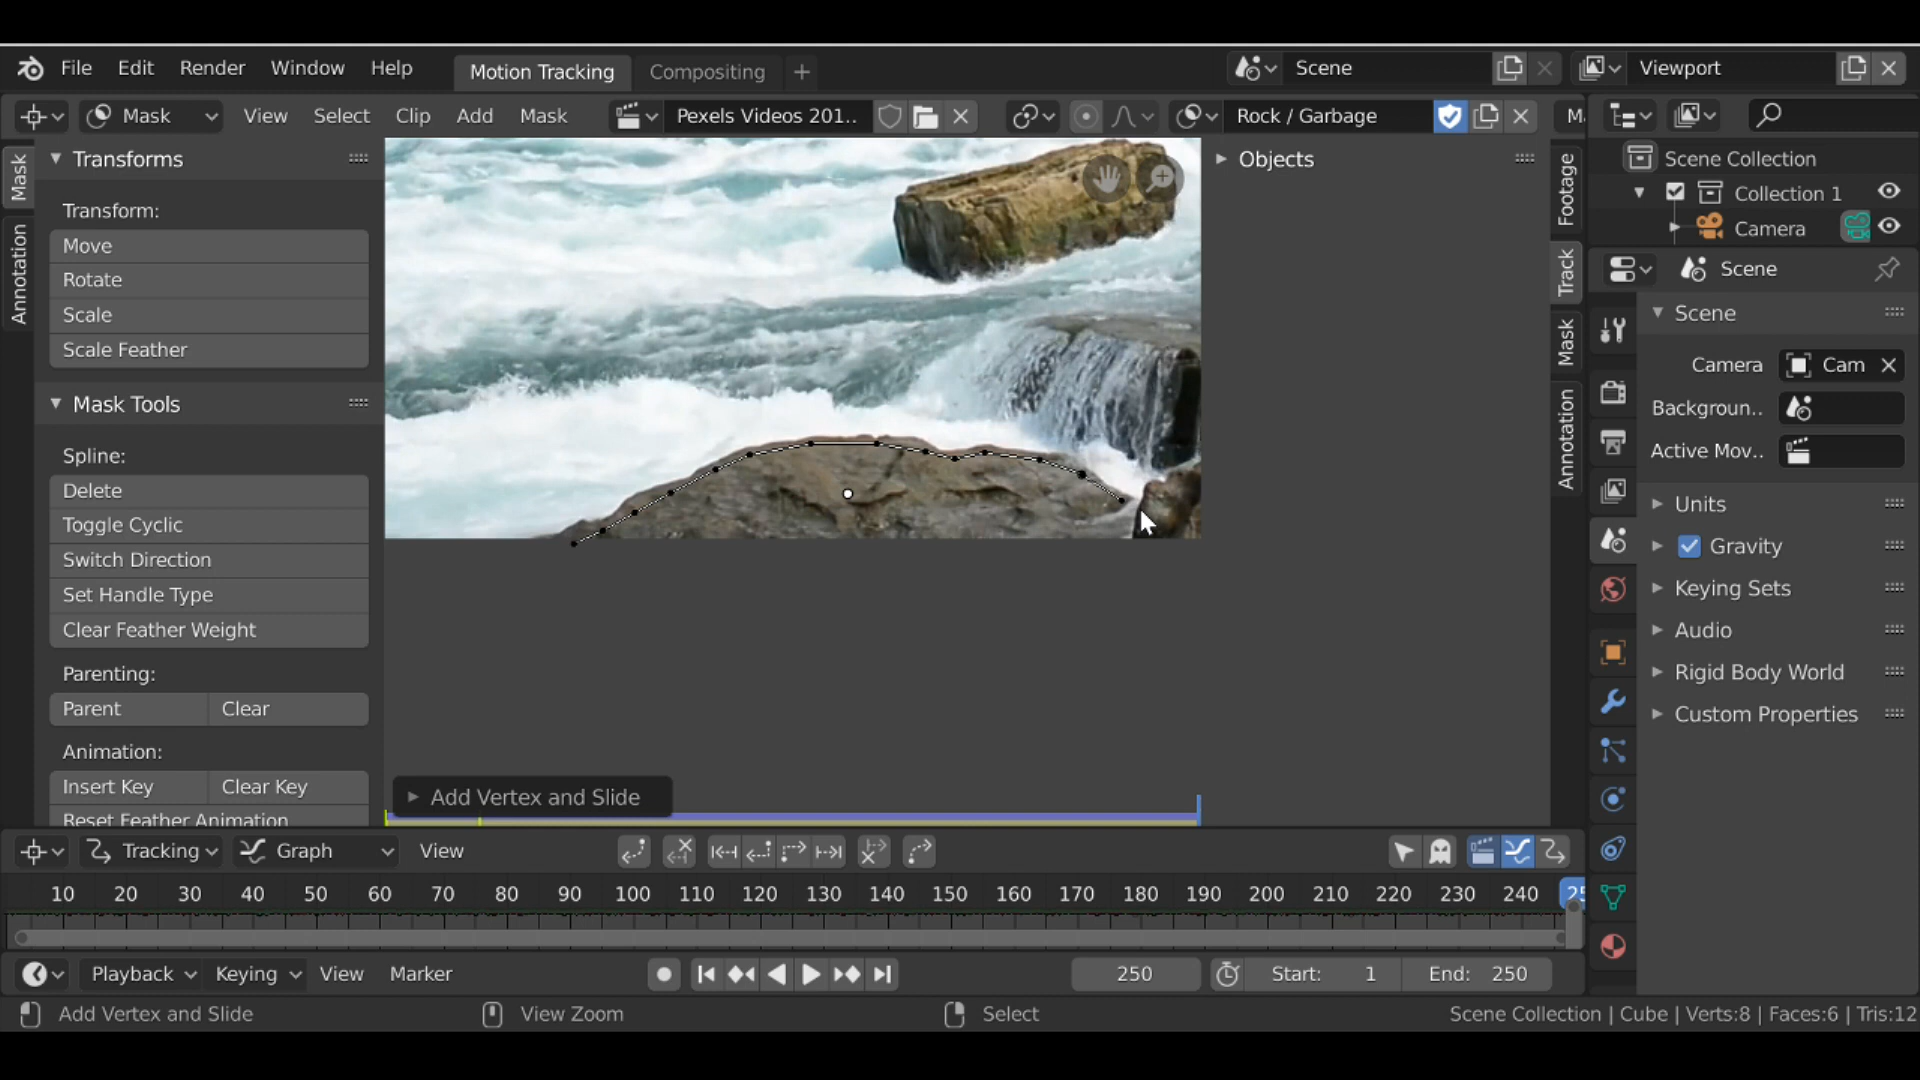 File Edit Render Window Help Motion Tracking Compositing + Scene Viewport
Mask View Select Clip Add Mask Pexels Videos 201.. Rock / Garbage M
Mask
Annotation
Transforms
Transform:
Move
Rotate
Scale
Scale Feather
Mask Tools
Spline:
Delete
Toggle Cyclic
Switch Direction
Set Handle Type
Clear Feather Weight
Parenting:
Parent Clear
Animation:
Insert Key Clear Key
Reset Feather Animation
Add Vertex and Slide
Objects
Footage
Track
Mask
Annotation
Scene Collection
Collection 1
Camera
Scene
Scene
Camera Cam
Backgroun..
Active Mov..
Units
Gravity
Keying Sets
Audio
Rigid Body World
Custom Properties
Tracking Graph View
10 20 30 40 50 60 70 80 90 100 110 120 130 140 150 160 170 180 190 200 210 220 230 240 25
Playback Keying View Marker 250 Start: 1 End: 250
Add Vertex and Slide View Zoom Select Scene Collection | Cube | Verts:8 | Faces:6 | Tris:12